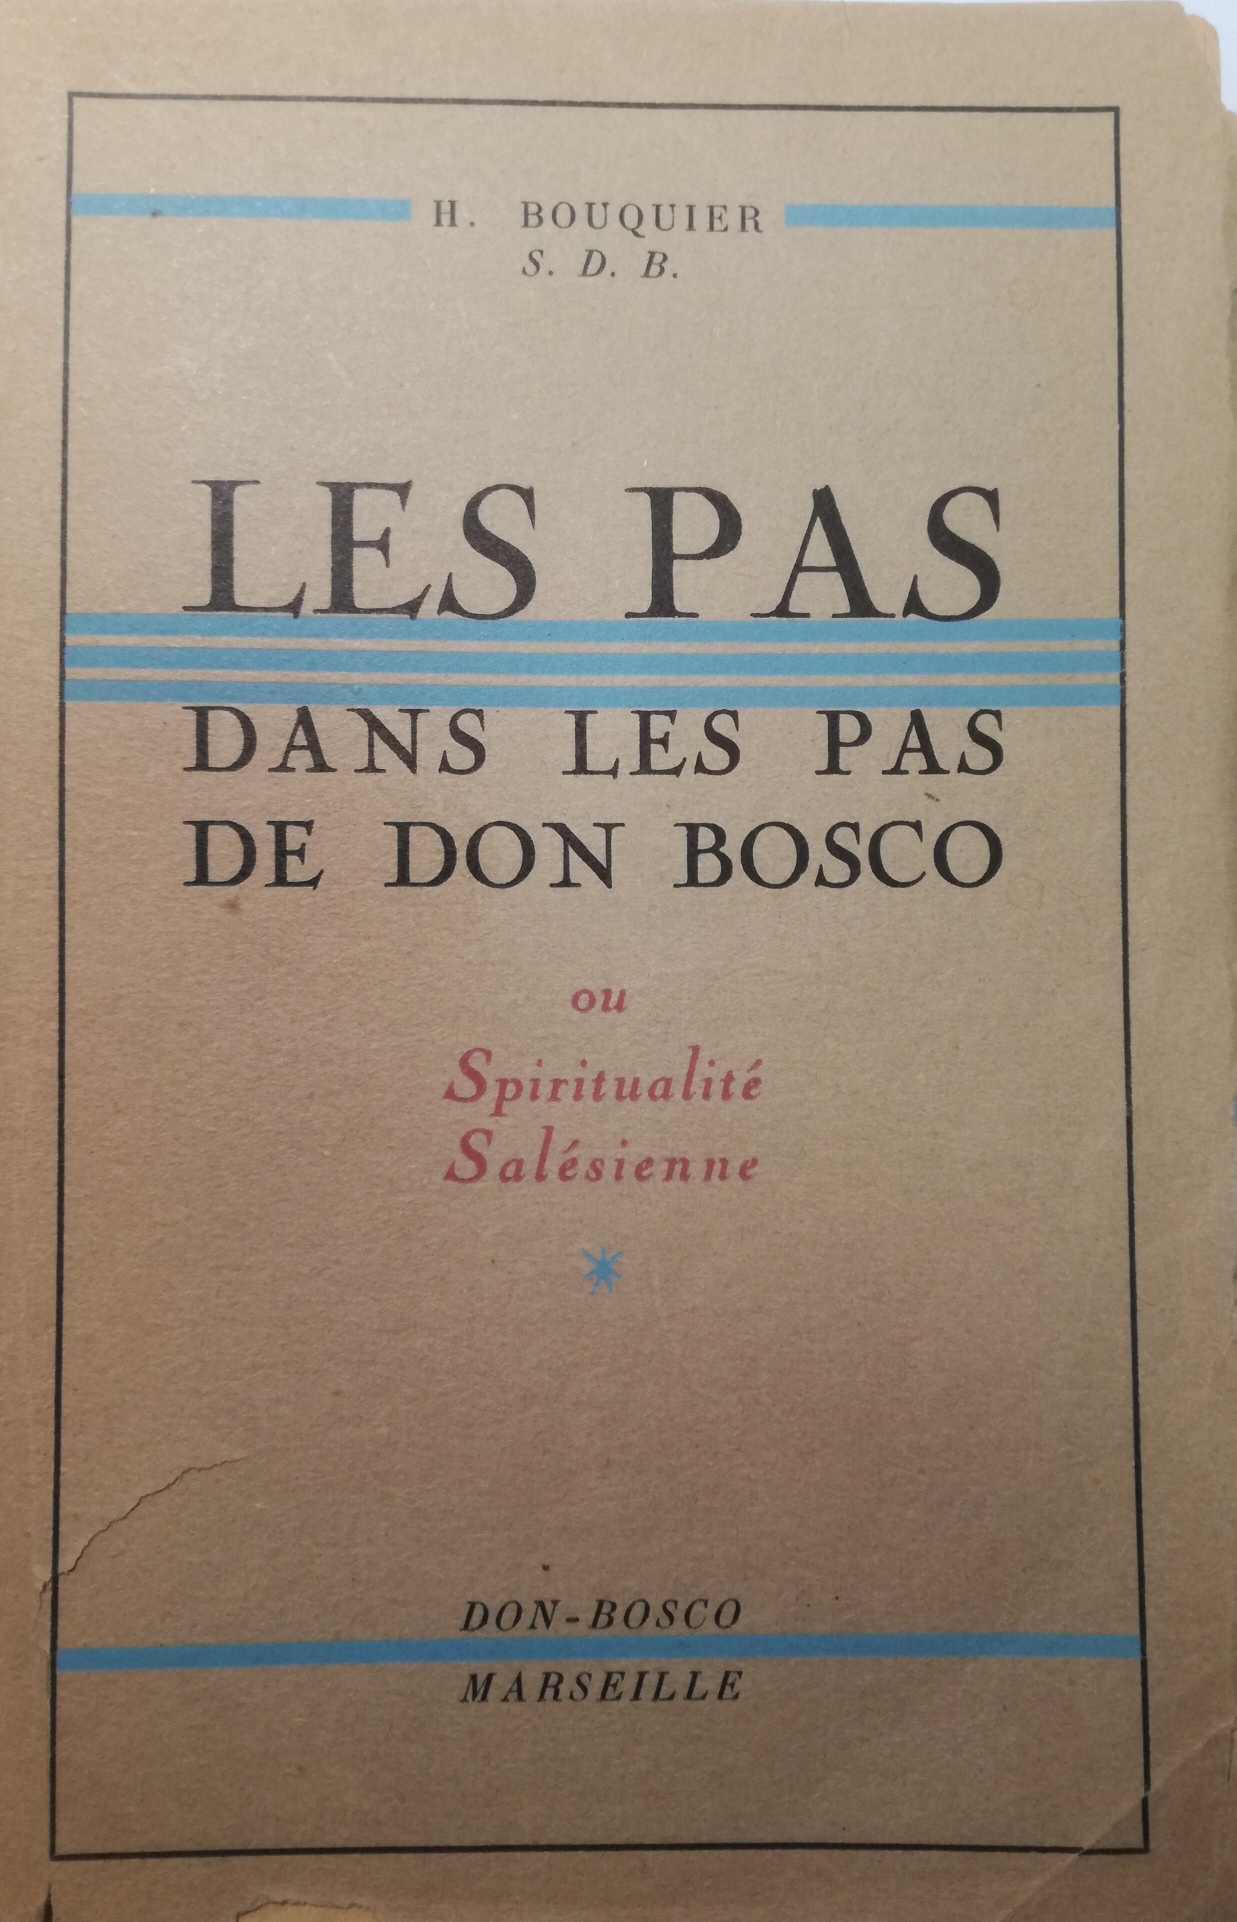 H. BOUQUIER
S. D. B.
LES PAS
DANS LES PAS
DE DON BOSCO
ou
Spiritualité
Salésienne
DON-BOSCO
MARSEILLE